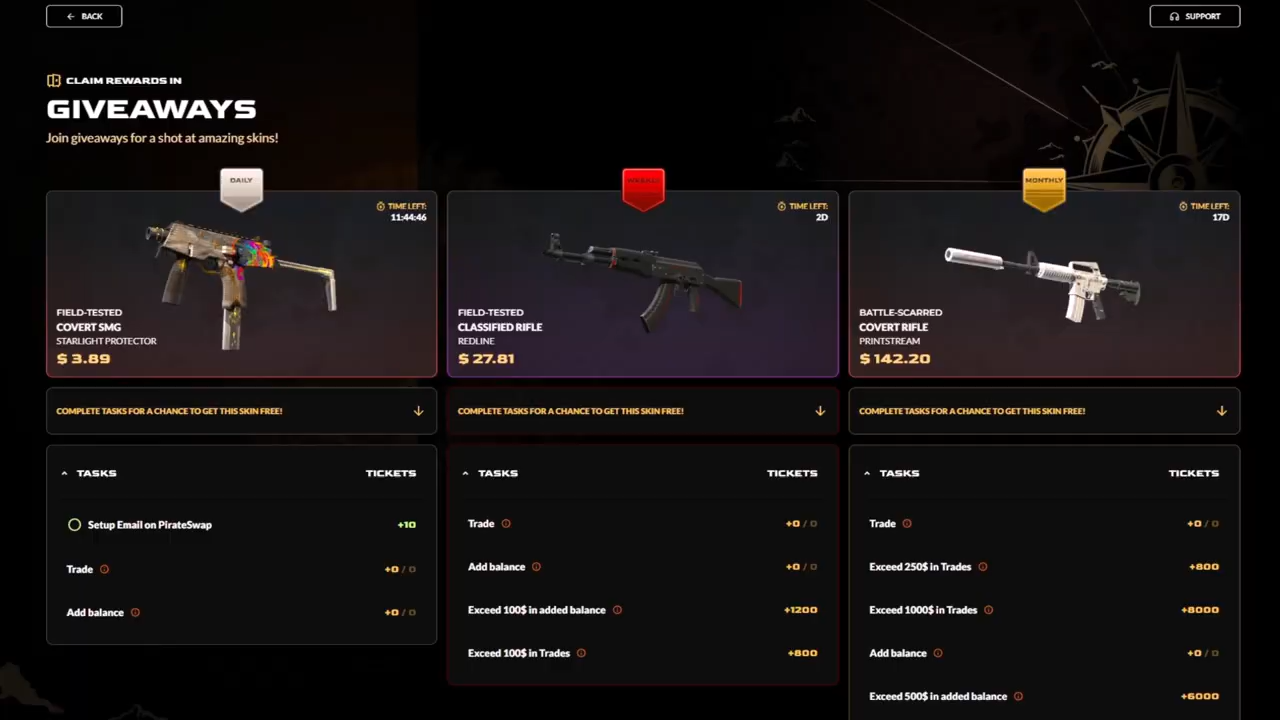 BACK
SUPPORT
CLAIM REWARDS IN
GIVEAWAYS
Join giveaways for a shot at amazing skins!
DAILY
TIME LEFT:
11:44:46
FIELD-TESTED
COVERT SMG
STARLIGHT PROTECTOR
$ 3.89
WEEKLY
TIME LEFT:
2D
FIELD-TESTED
CLASSIFIED RIFLE
REDLINE
$ 27.81
MONTHLY
TIME LEFT:
17D
BATTLE-SCARRED
COVERT RIFLE
PRINTSTREAM
$ 142.20
COMPLETE TASKS FOR A CHANCE TO GET THIS SKIN FREE!
COMPLETE TASKS FOR A CHANCE TO GET THIS SKIN FREE!
COMPLETE TASKS FOR A CHANCE TO GET THIS SKIN FREE!
TASKS TICKETS
Setup Email on PirateSwap +10
Trade +0 / 0
Add balance +0 / 0
TASKS TICKETS
Trade +0 / 0
Add balance +0 / 0
Exceed 100$ in added balance +1200
Exceed 100$ in Trades +800
TASKS TICKETS
Trade +0 / 0
Exceed 250$ in Trades +800
Exceed 1000$ in Trades +8000
Add balance +0 / 0
Exceed 500$ in added balance +6000